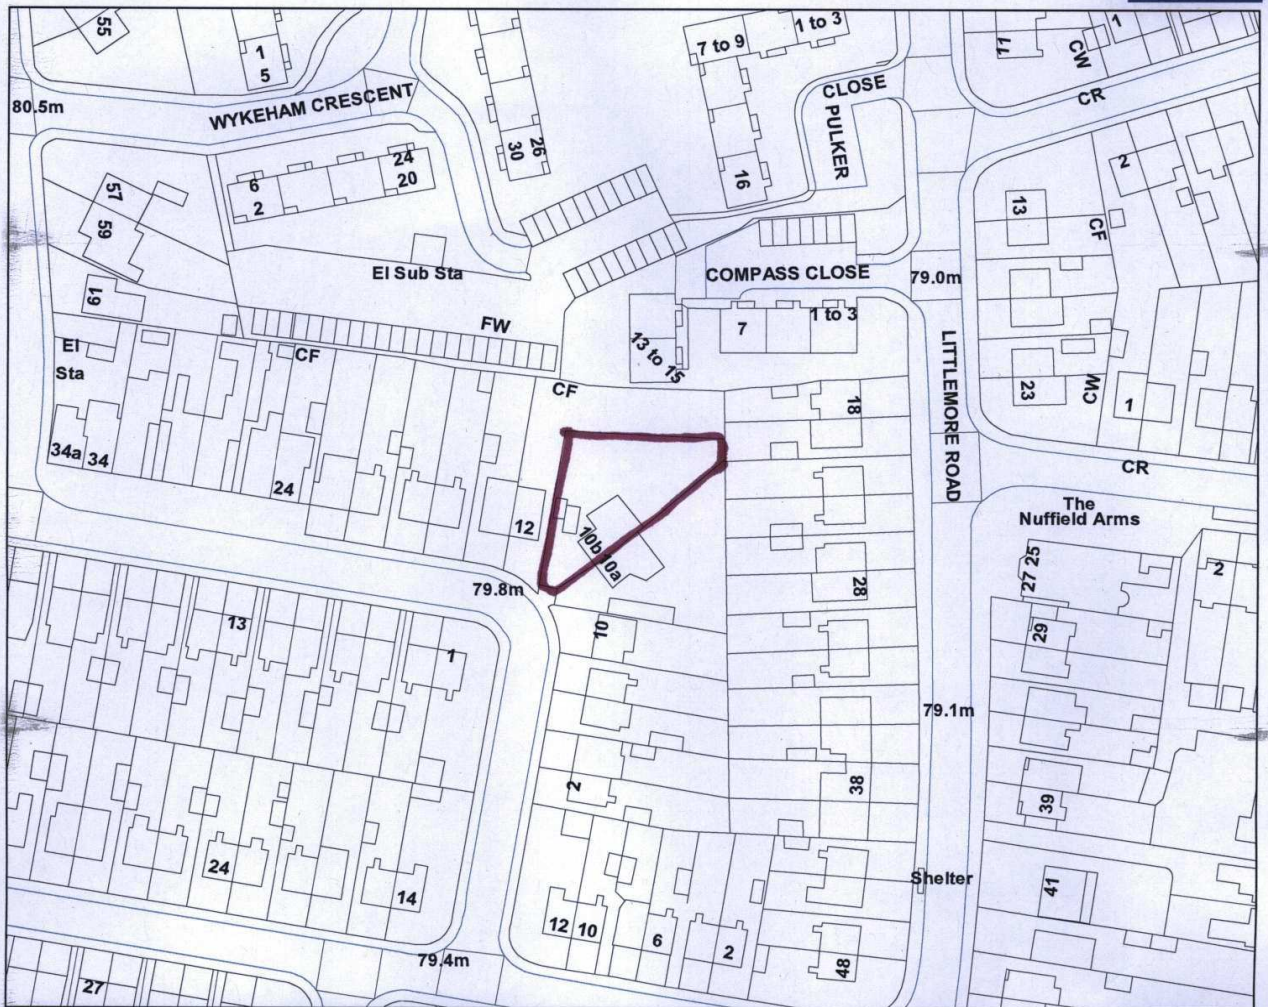 55
1
5
80.5m
WYKEHAM CRESCENT
7 to 9
1 to 3
11
CW
1
CR
CLOSE
PULKER
26
30
24
20
6
2
57
59
16
13
2
CF
El Sub Sta
COMPASS CLOSE
79.0m
61
FW
7
1 to 3
13 to 15
El
Sta
CF
CF
LITTLEMORE ROAD
23
CW
1
18
34a
34
24
12
CR
The
Nuffield Arms
10b
10a
79.8m
28
25
27
2
13
1
10
29
79.1m
2
38
39
24
14
Shelter
41
12
10
6
2
48
79.4m
27